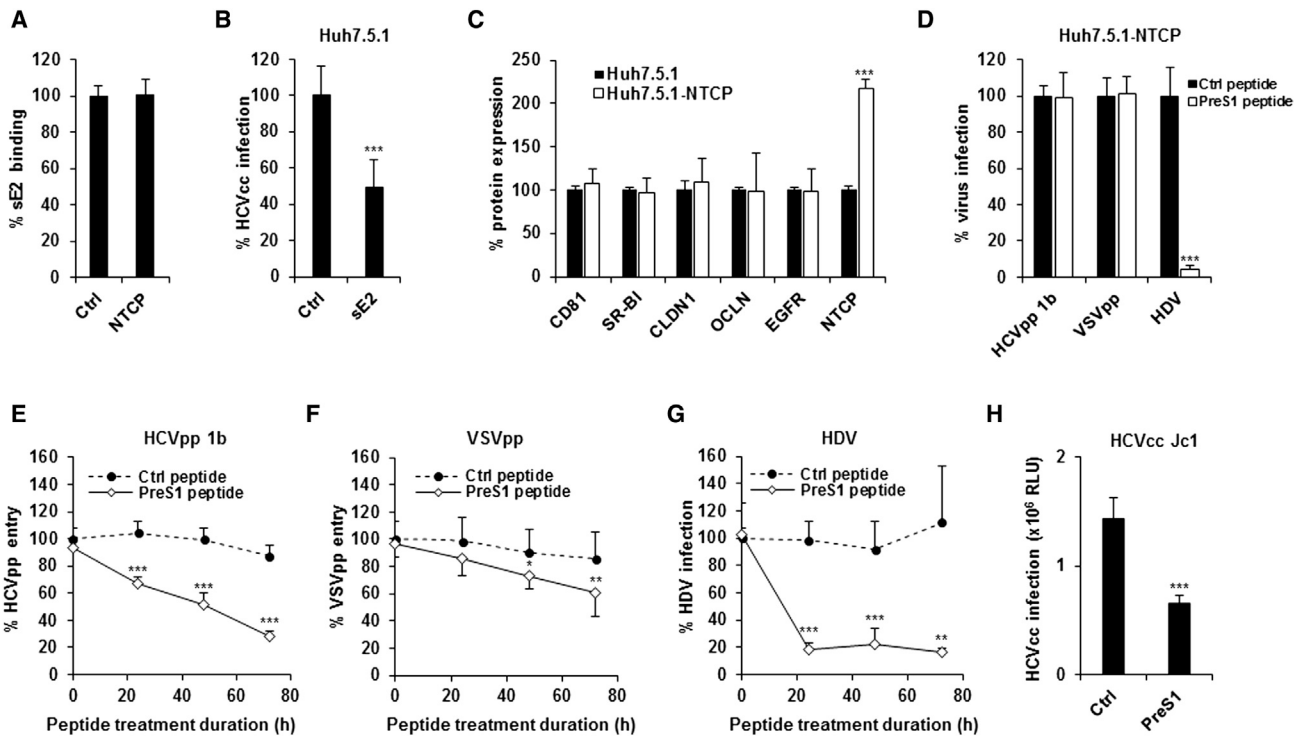 A
% sE2 binding
120
100
80
60
40
20
0
Ctrl
NTCP
B
Huh7.5.1
% HCVcc infection
120
100
80
60
40
20
0
***
Ctrl
sE2
C
% protein expression
250
200
150
100
50
0
Huh7.5.1
Huh7.5.1-NTCP
***
CD81
SR-BI
CLDN1
OCLN
EGFR
NTCP
D
Huh7.5.1-NTCP
% virus infection
120
100
80
60
40
20
0
Ctrl peptide
PreS1 peptide
***
HCVpp 1b
VSVpp
HDV
E
HCVpp 1b
% HCVpp entry
160
140
120
100
80
60
40
20
0
Ctrl peptide
PreS1 peptide
***
***
***
0 20 40 60 80
Peptide treatment duration (h)
F
VSVpp
% VSVpp entry
160
140
120
100
80
60
40
20
0
Ctrl peptide
PreS1 peptide
*
**
0 20 40 60 80
Peptide treatment duration (h)
G
HDV
% HDV infection
160
140
120
100
80
60
40
20
0
Ctrl peptide
PreS1 peptide
***
***
**
0 20 40 60 80
Peptide treatment duration (h)
H
HCVcc Jc1
HCVcc infection (x 10⁶ RLU)
2
1
0
***
Ctrl
PreS1